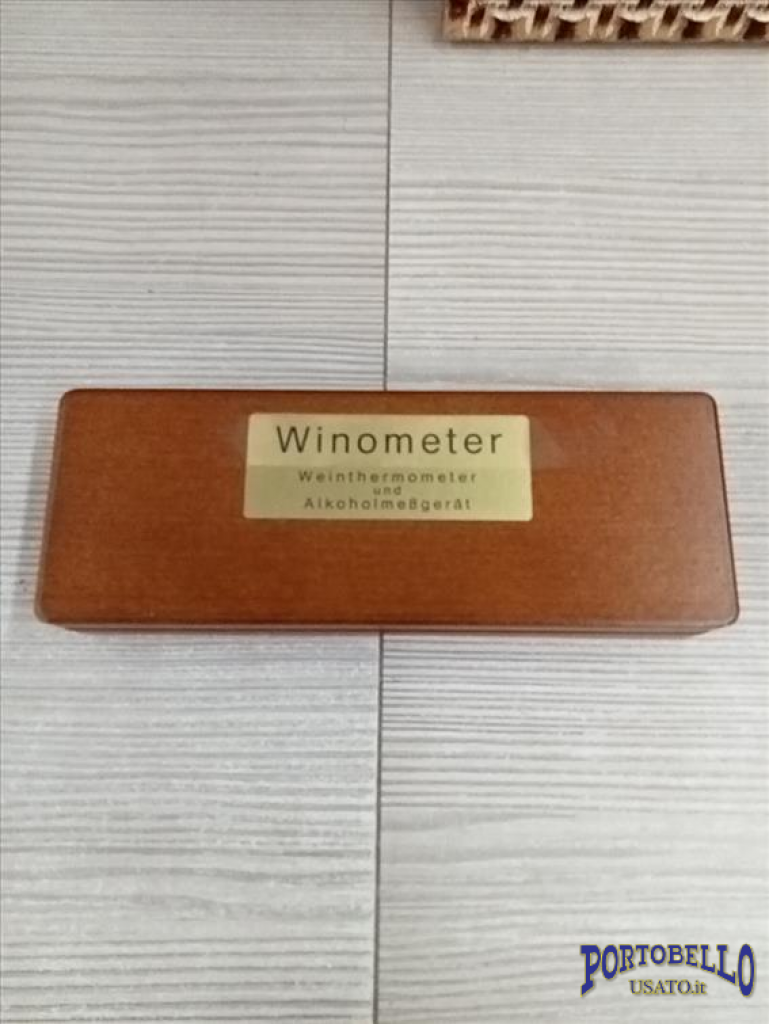 Winometer
Weinthermometer
und
Alkoholmeßgerät
PORTOBELLO
USATO.it